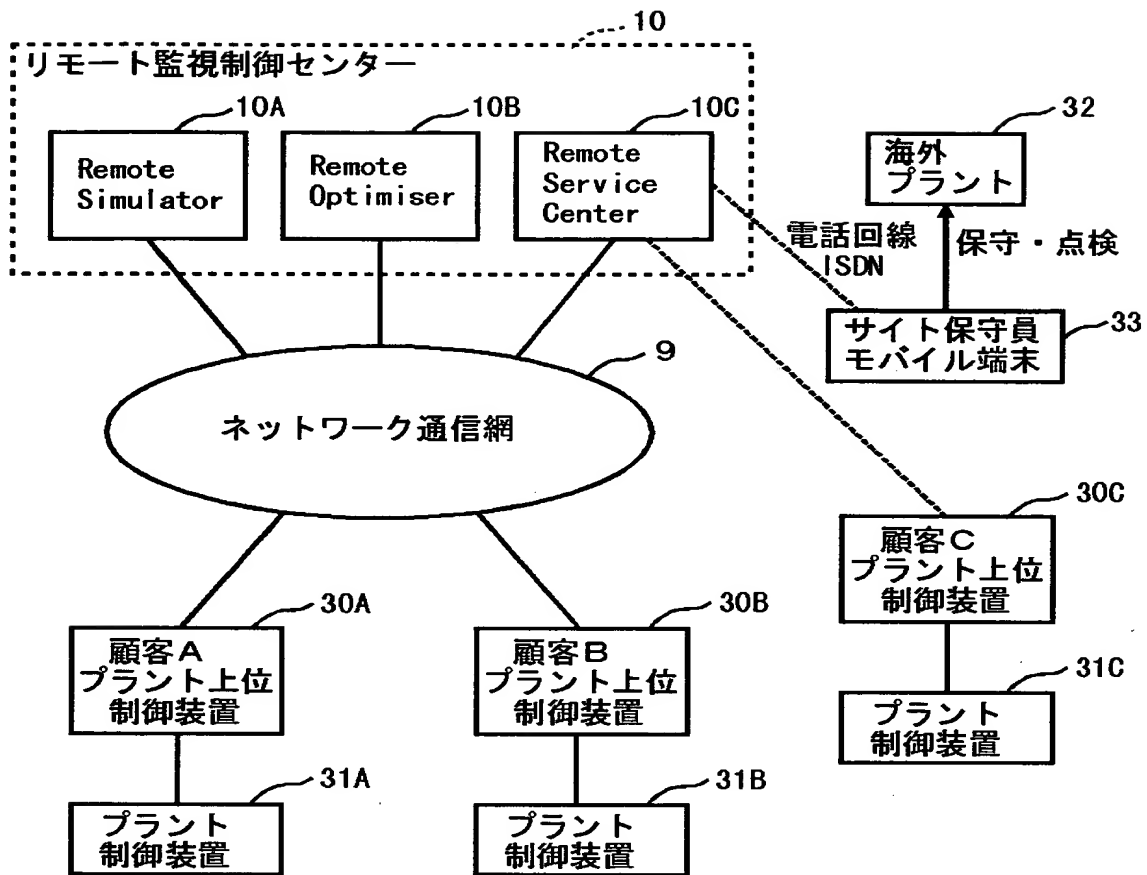 10
リモート監視制御センター
10A
10B
10C
Remote
Simulator
Remote
Optimiser
Remote
Service
Center
32
海外
プラント
電話回線
ISDN
保守・点検
33
サイト保守員
モバイル端末
9
ネットワーク通信網
30C
顧客C
プラント上位
制御装置
30A
顧客A
プラント上位
制御装置
30B
顧客B
プラント上位
制御装置
31C
プラント
制御装置
31A
プラント
制御装置
31B
プラント
制御装置